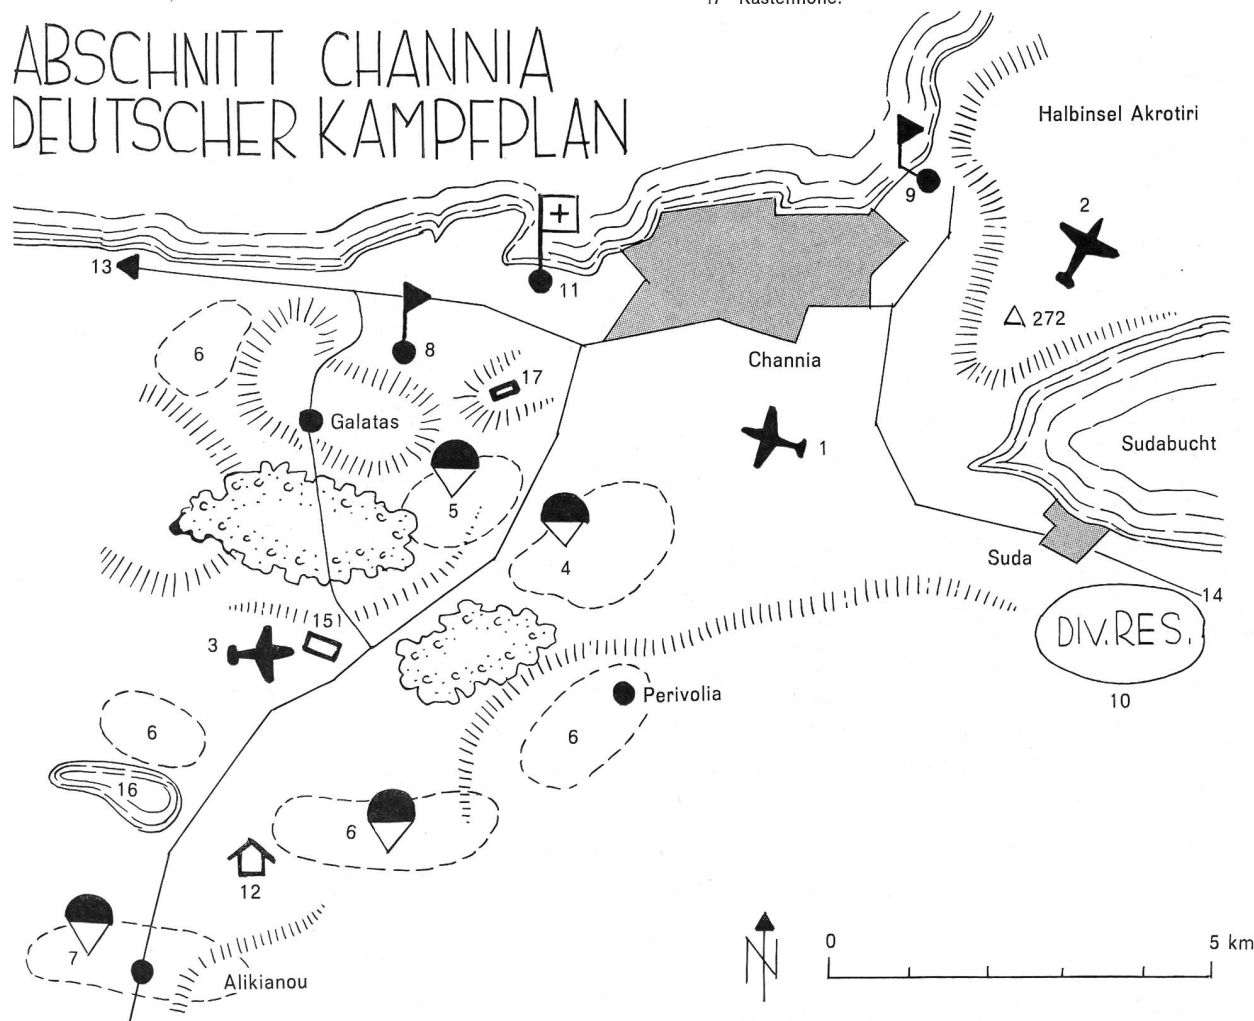 17 Kastenhöhe.
ABSCHNITT CHANNIA
DEUTSCHER KAMPFPLAN
Halbinsel Akrotiri
2
9
13
11
272
6
8
Channia
17
Galatas
1
Sudabucht
5
4
Suda
14
15
3
DIV.RES.
10
Perivolia
6
6
16
6
12
7
Alikianou
N
0
5 km